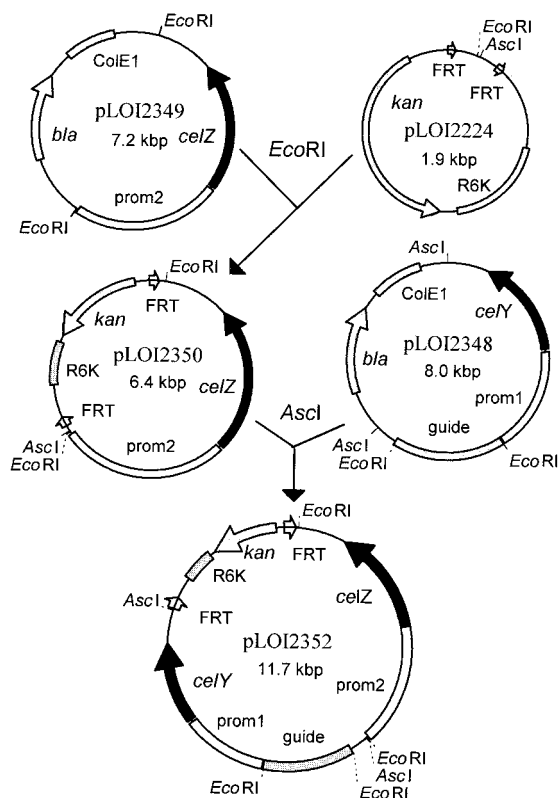 EcoRI
ColE1
bla
pLOI2349
7.2 kbp
celZ
prom2
EcoRI
EcoRI
EcoRI
AscI
FRT
FRT
kan
pLOI2224
1.9 kbp
R6K
EcoRI
FRT
kan
R6K
pLOI2350
6.4 kbp
celZ
FRT
AscI
EcoRI
prom2
AscI
AscI
ColE1
celY
bla
pLOI2348
8.0 kbp
prom1
guide
AscI
EcoRI
EcoRI
EcoRI
FRT
kan
R6K
AscI
FRT
celZ
pLOI2352
11.7 kbp
celY
prom2
prom1
guide
EcoRI
EcoRI
AscI
EcoRI